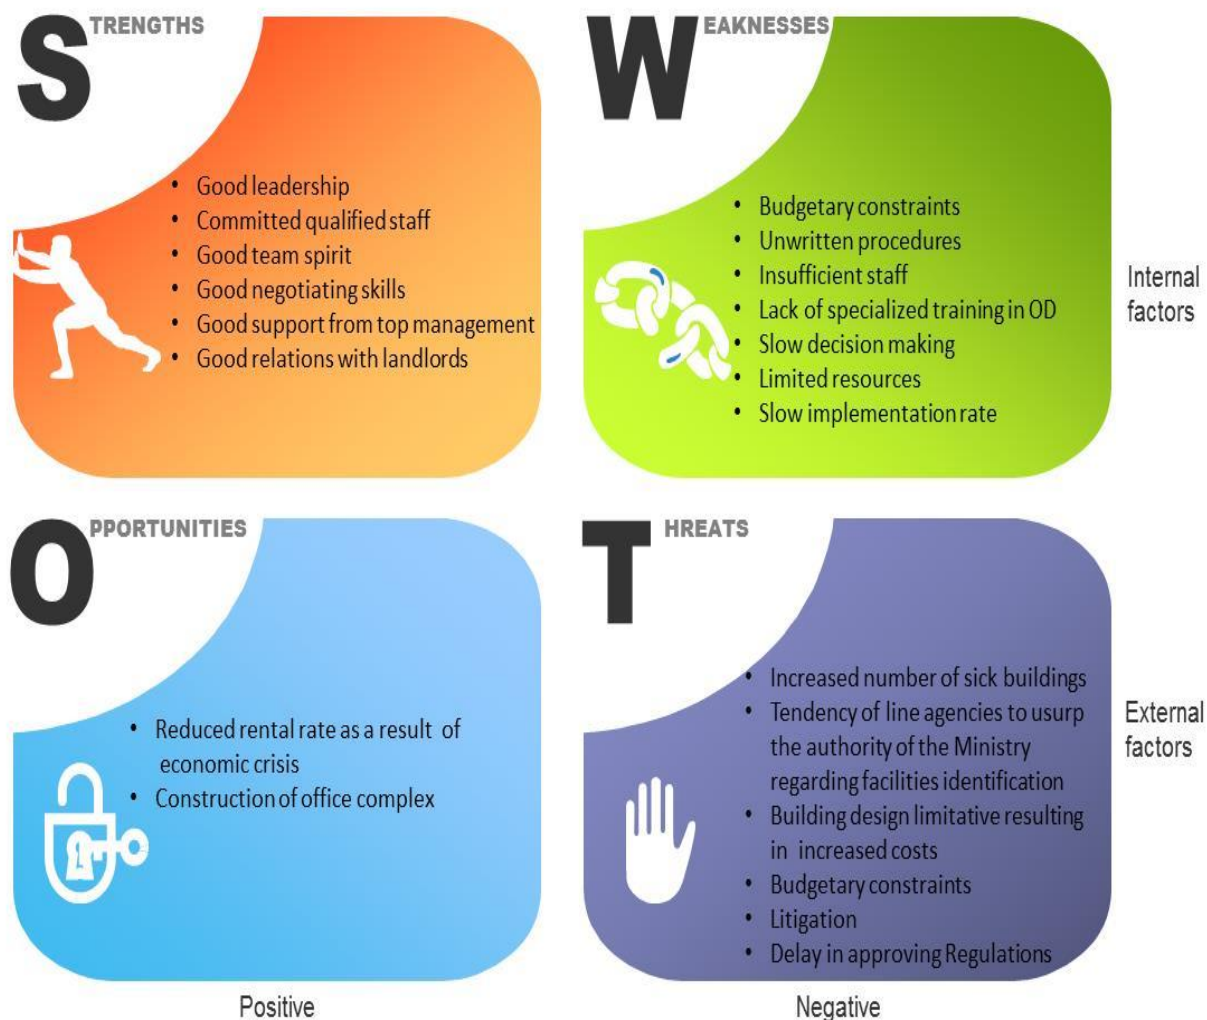 STRENGTHS
• Good leadership
• Committed qualified staff
• Good team spirit
• Good negotiating skills
• Good support from top management
• Good relations with landlords
WEAKNESSES
• Budgetary constraints
• Unwritten procedures
• Insufficient staff
• Lack of specialized training in OD
• Slow decision making
• Limited resources
• Slow implementation rate
Internal
factors
OPPORTUNITIES
• Reduced rental rate as a result of
economic crisis
• Construction of office complex
THREATS
• Increased number of sick buildings
• Tendency of line agencies to usurp
the authority of the Ministry
regarding facilities identification
• Building design limitative resulting
in increased costs
• Budgetary constraints
• Litigation
• Delay in approving Regulations
External
factors
Positive
Negative